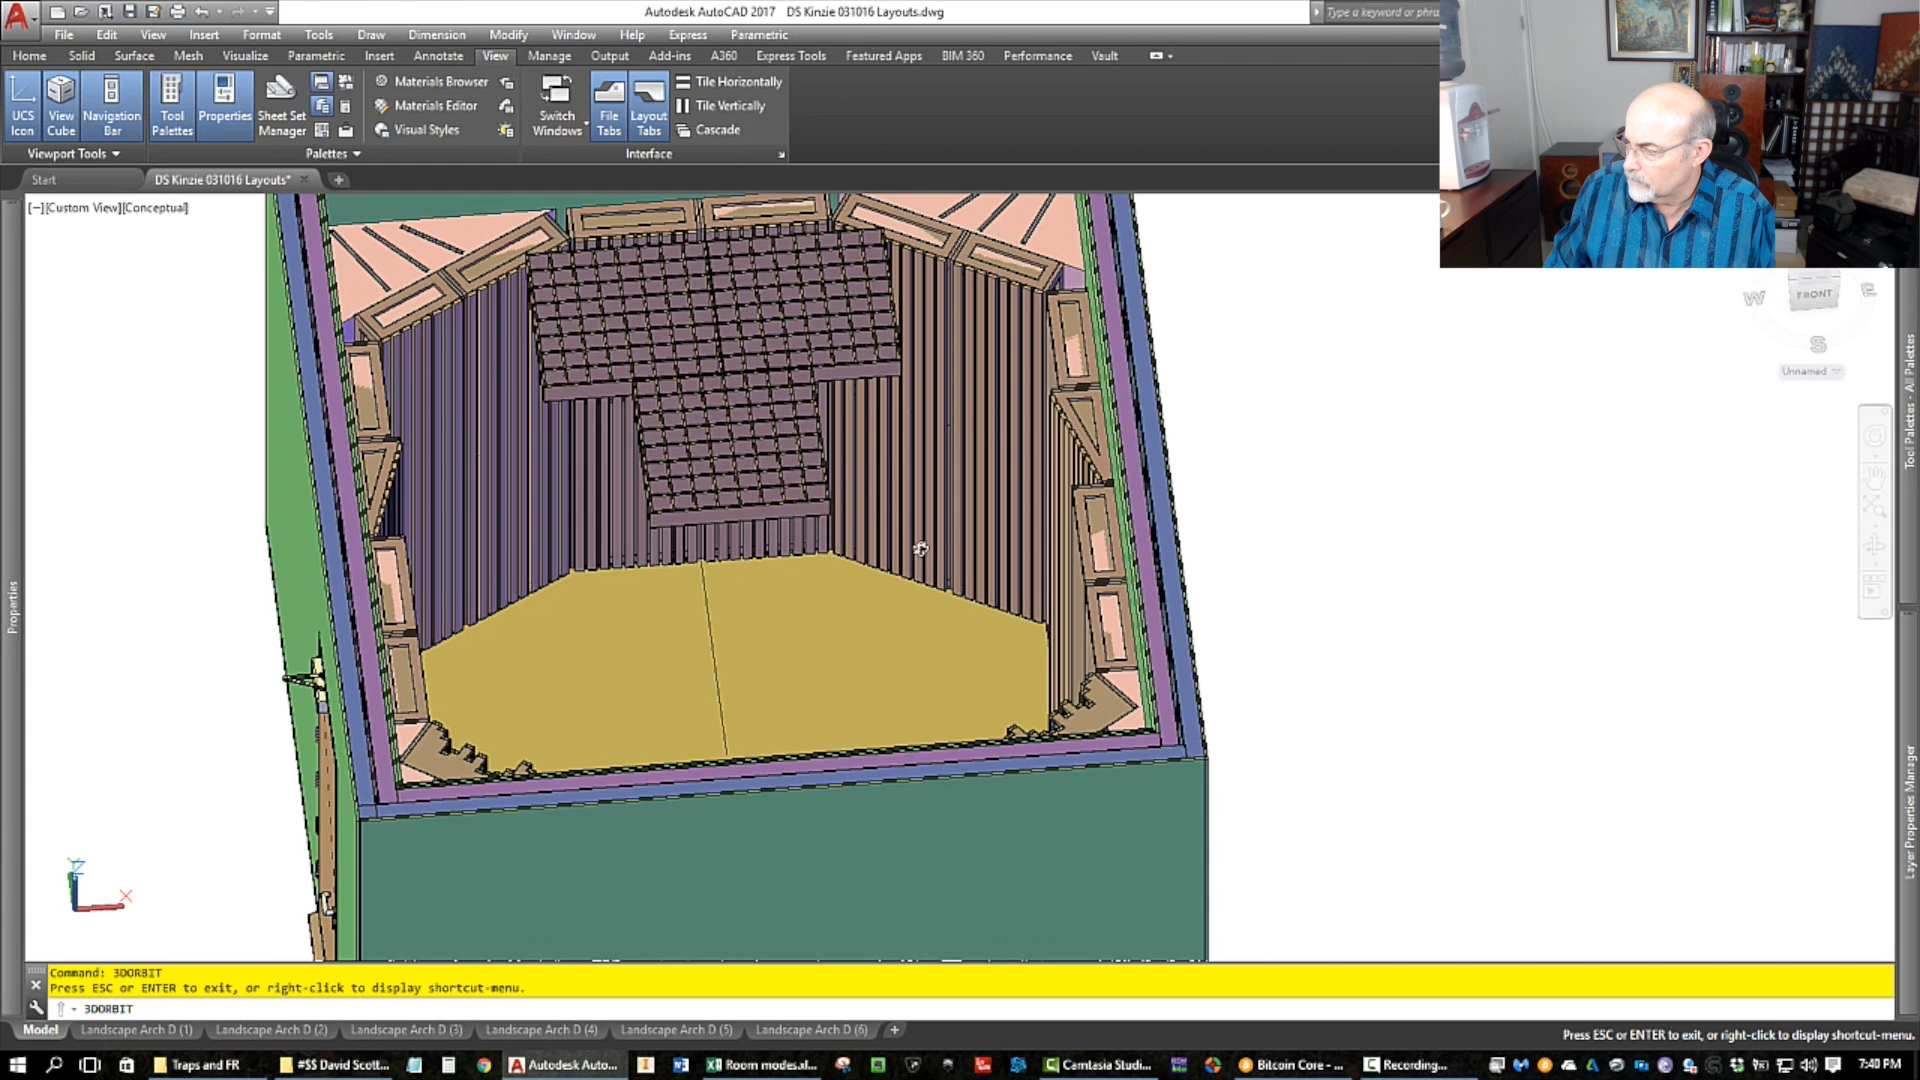 Autodesk AutoCAD 2017 DS Kinzie 031016 Layouts.dwg
Type a keyword or phra
File Edit View Insert Format Tools Draw Dimension Modify Window Help Express Parametric
Home Solid Surface Mesh Visualize Parametric Insert Annotate View Manage Output Add-ins A360 Express Tools Featured Apps BIM 360 Performance Vault
UCS Icon
View Cube
Navigation Bar
Tool Palettes
Properties
Sheet Set Manager
Materials Browser
Materials Editor
Visual Styles
Switch Windows
File Tabs
Layout Tabs
Tile Horizontally
Tile Vertically
Cascade
Viewport Tools
Palettes
Interface
Start
DS Kinzie 031016 Layouts*
[−][Custom View][Conceptual]
W
FRONT
E
S
Unnamed
Tool Palettes - All Palettes
Properties
Layer Properties Manager
Z
X
Command: 3DORBIT
Press ESC or ENTER to exit, or right-click to display shortcut-menu.
3DORBIT
Model Landscape Arch D (1) Landscape Arch D (2) Landscape Arch D (3) Landscape Arch D (4) Landscape Arch D (5) Landscape Arch D (6) +
Press ESC or ENTER to exit, or right-click to display shortcut-menu.
Traps and FR
#$$ David Scott...
Autodesk Auto...
Room modes.xl...
Camtasia Studi...
Bitcoin Core - ...
Recording...
7:40 PM